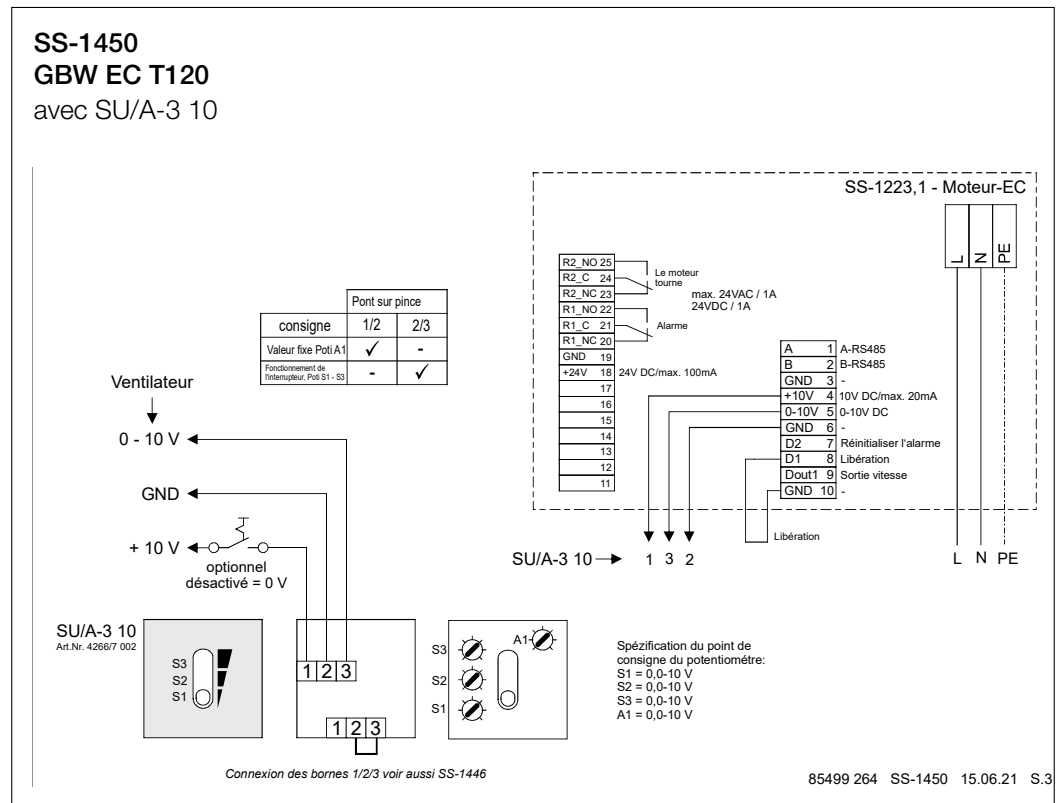 SS-1450
GBW EC T120
avec SU/A-3 10
SS-1223,1 - Moteur-EC
L
N
PE
R2_NO 25
R2_C 24
R2_NC 23
R1_NO 22
R1_C 21
R1_NC 20
GND 19
+24V 18 24V DC/max. 100mA
17
16
15
14
13
12
11
Le moteur
tourne
max. 24VAC / 1A
24VDC / 1A
Alarme
A 1 A-RS485
B 2 B-RS485
GND 3 -
+10V 4 10V DC/max. 20mA
0-10V 5 0-10V DC
GND 6 -
D2 7 Réinitialiser l'alarme
D1 8 Libération
Dout1 9 Sortie vitesse
GND 10 -
Libération
SU/A-3 10 1 3 2
L N PE
Pont sur pince
consigne 1/2 2/3
Valeur fixe Poti A1 ✓ -
Fonctionnement de
l'interrupteur, Poti S1 - S3 - ✓
Ventilateur
0 - 10 V
GND
+ 10 V
optionnel
désactivé = 0 V
SU/A-3 10
Art.Nr. 4266/7 002
S3
S2
S1
1 2 3
1 2 3
S3
S2
S1
A1
Spézification du point de
consigne du potentiométre:
S1 = 0,0-10 V
S2 = 0,0-10 V
S3 = 0,0-10 V
A1 = 0,0-10 V
Connexion des bornes 1/2/3 voir aussi SS-1446
85499 264 SS-1450 15.06.21 S.3